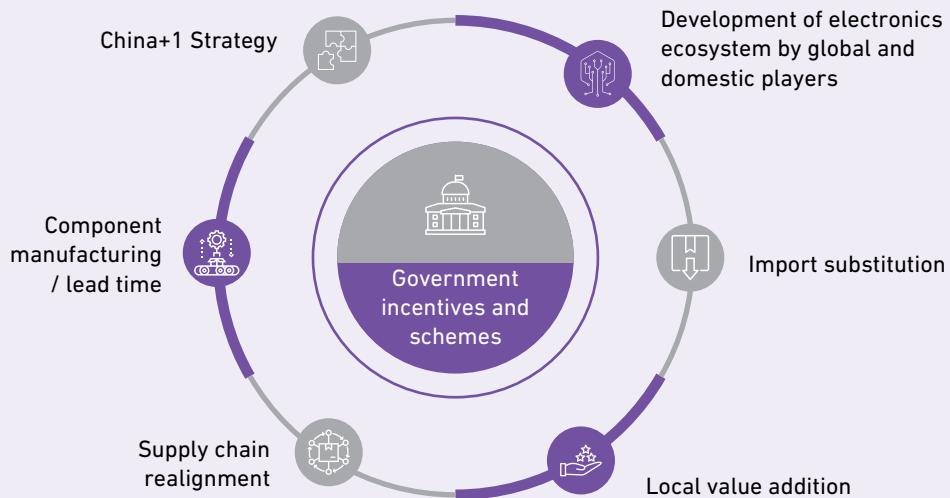 China+1 Strategy
Development of electronics
ecosystem by global and
domestic players
Component
manufacturing
/ lead time
Government
incentives and
schemes
Import substitution
Supply chain
realignment
Local value addition